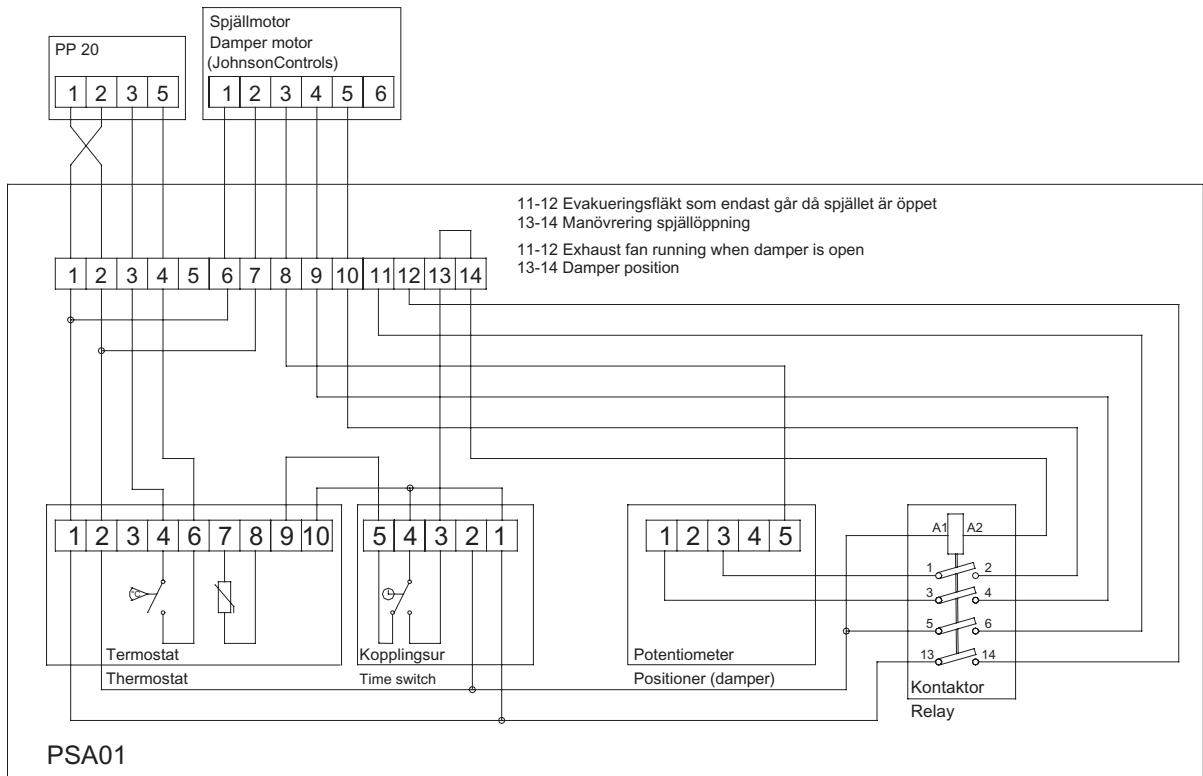 Spjällmotor
Damper motor
(JohnsonControls)
PP 20
1 2 3 5
1 2 3 4 5 6
11-12 Evakueringsfläkt som endast går då spjället är öppet
13-14 Manövrering spjällöppning
11-12 Exhaust fan running when damper is open
13-14 Damper position
1 2 3 4 5 6 7 8 9 10 11 12 13 14
1 2 3 4 6 7 8 9 10
5 4 3 2 1
1 2 3 4 5
A1 A2
1 2
3 4
5 6
13 14
Termostat
Thermostat
Kopplingsur
Time switch
Potentiometer
Positioner (damper)
Kontaktor
Relay
PSA01